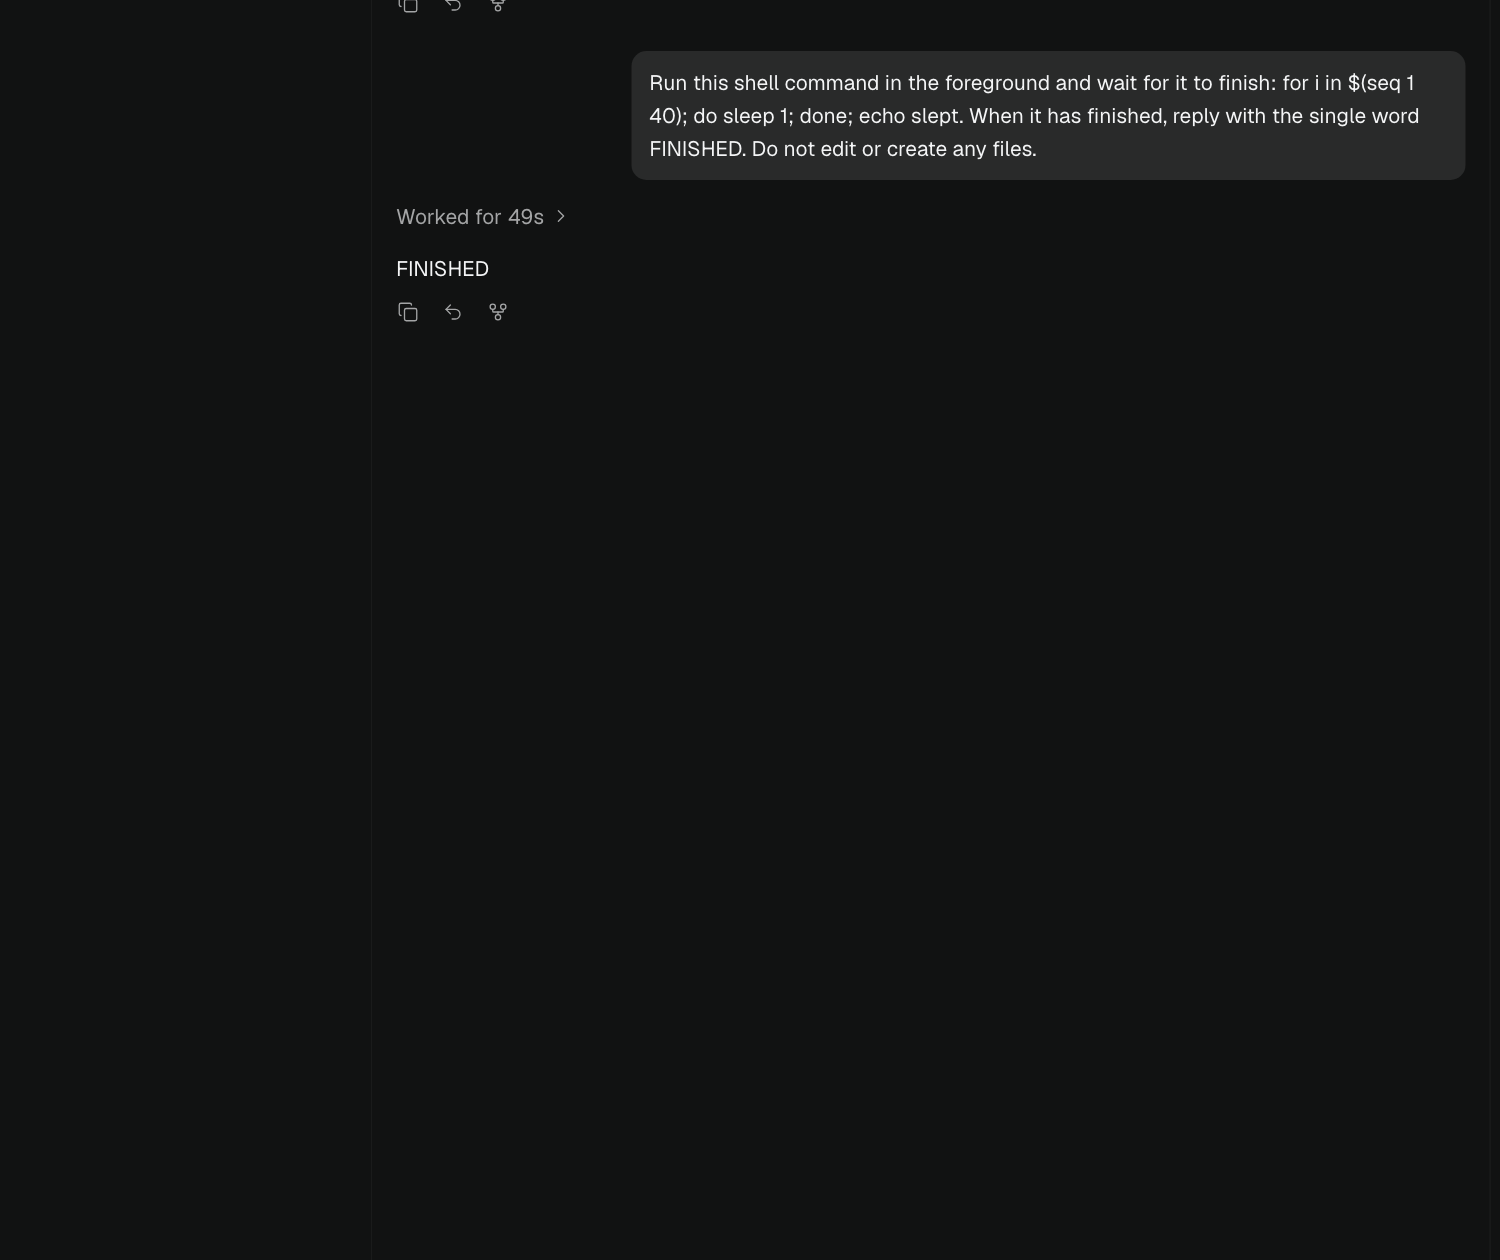 Run this shell command in the foreground and wait for it to finish: for i in $(seq 1
40); do sleep 1; done; echo slept. When it has finished, reply with the single word
FINISHED. Do not edit or create any files.
Worked for 49s
FINISHED